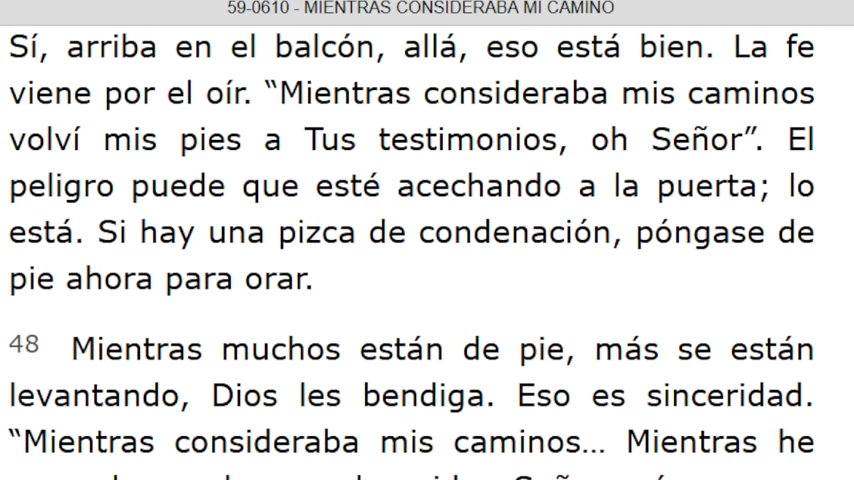 59-0610 - MIENTRAS CONSIDERABA MI CAMINO
Sí, arriba en el balcón, allá, eso está bien. La fe
viene por el oír. “Mientras consideraba mis caminos
volví mis pies a Tus testimonios, oh Señor”. El
peligro puede que esté acechando a la puerta; lo
está. Si hay una pizca de condenación, póngase de
pie ahora para orar.
48 Mientras muchos están de pie, más se están
levantando, Dios les bendiga. Eso es sinceridad.
“Mientras consideraba mis caminos... Mientras he